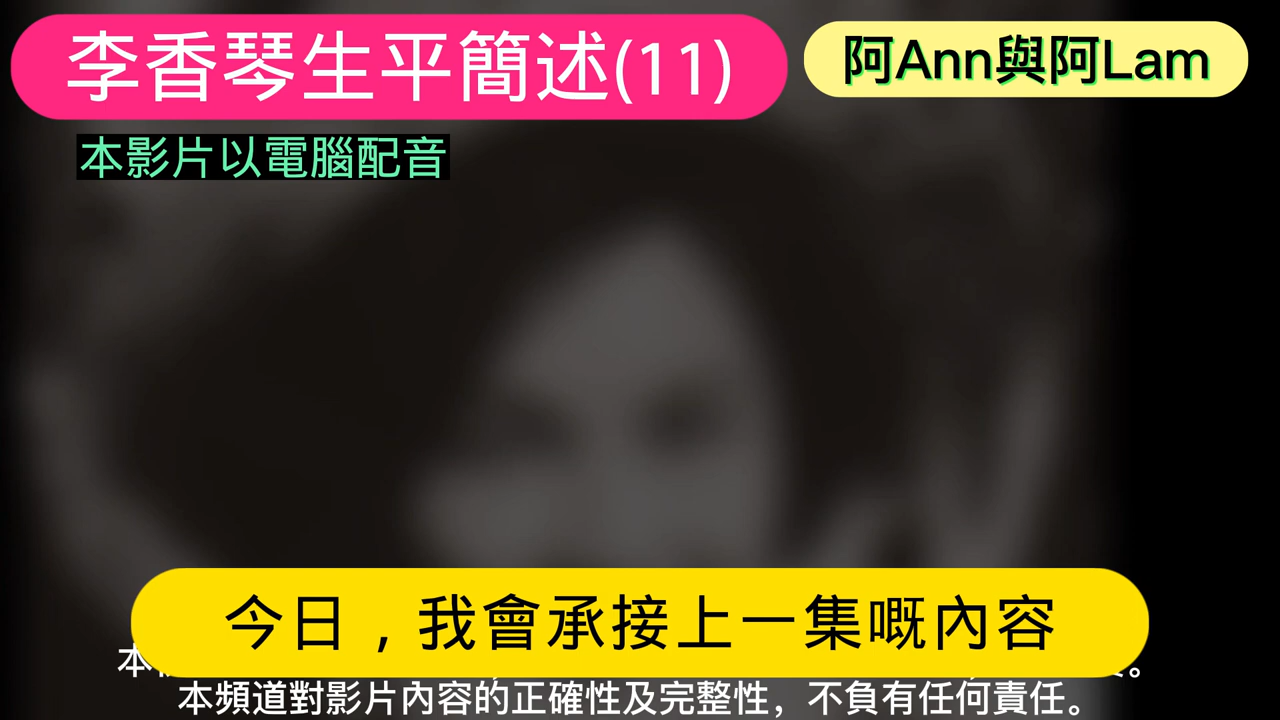 李香琴生平簡述(11)
阿Ann與阿Lam
本影片以電腦配音
今日，我會承接上一集嘅內容
本
本頻道對影片內容的正確性及完整性，不負有任何責任。